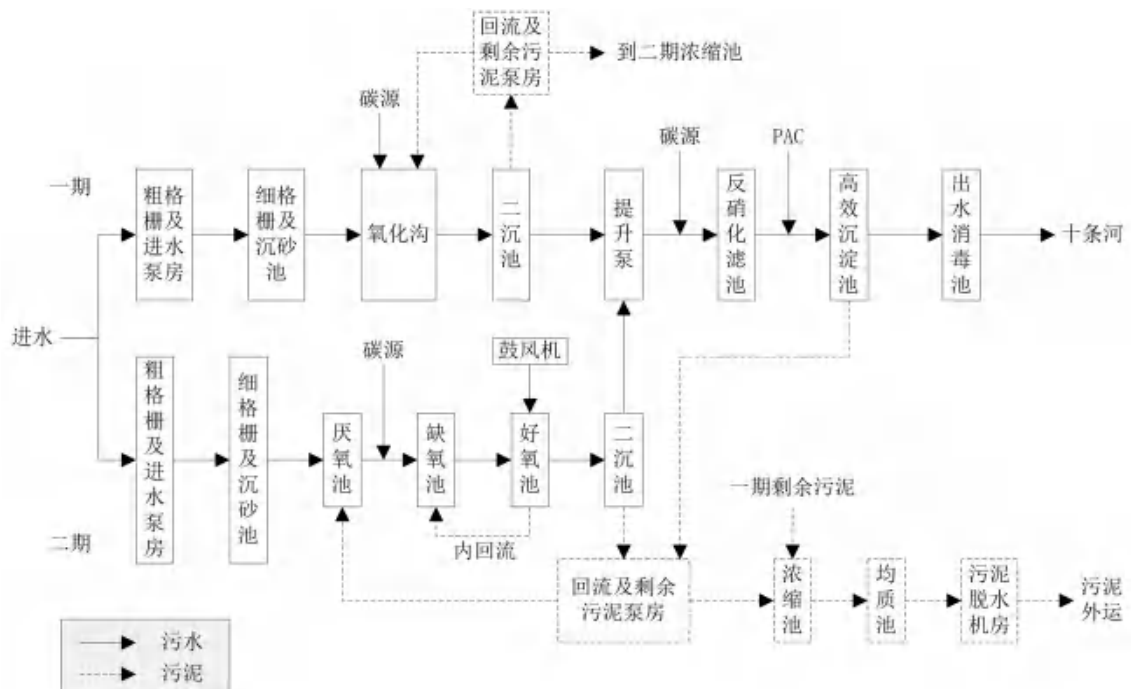 回流及
剩余污
泥泵房
到二期浓缩池
碳源
碳源
PAC
一期
粗格
栅及
进水
泵房
细格
栅及
沉砂
池
氧化沟
二
沉
池
提
升
泵
反
硝
化
滤
池
高
效
沉
淀
池
出
水
消
毒
池
十条河
进水
粗
格
栅
及
进
水
泵
房
细
格
栅
及
沉
砂
池
碳源
鼓风机
厌
氧
池
缺
氧
池
好
氧
池
二
沉
池
一期剩余污泥
二期
内回流
回流及剩余
污泥泵房
浓
缩
池
均
质
池
污泥
脱水
机房
污泥
外运
污水
污泥